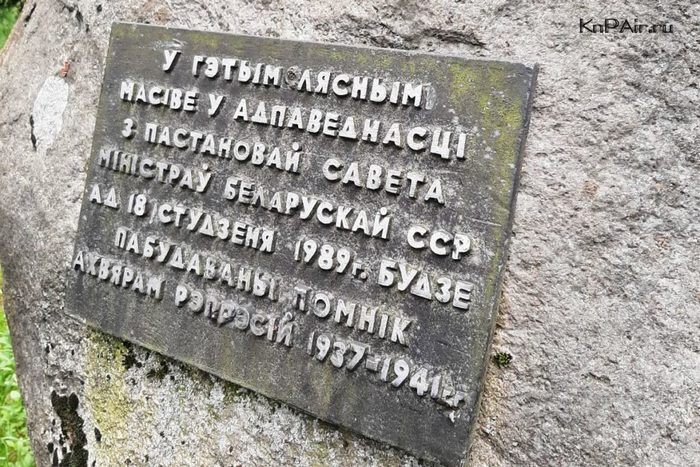 KnPAir.ru
У ГЭТЫМ ЛЯСНЫМ
МАСІВЕ У АДПАВЕДНАСЦІ
З ПАСТАНОВАЙ САВЕТА
МІНІСТРАЎ БЕЛАРУСКАЙ ССР
АД 18 СТУДЗЕНЯ 1989г. БУДЗЕ
ПАБУДАВАНЫ ПОМНІК
АХВЯРАМ РЭПРЭСІЙ 1937-1941г.г.